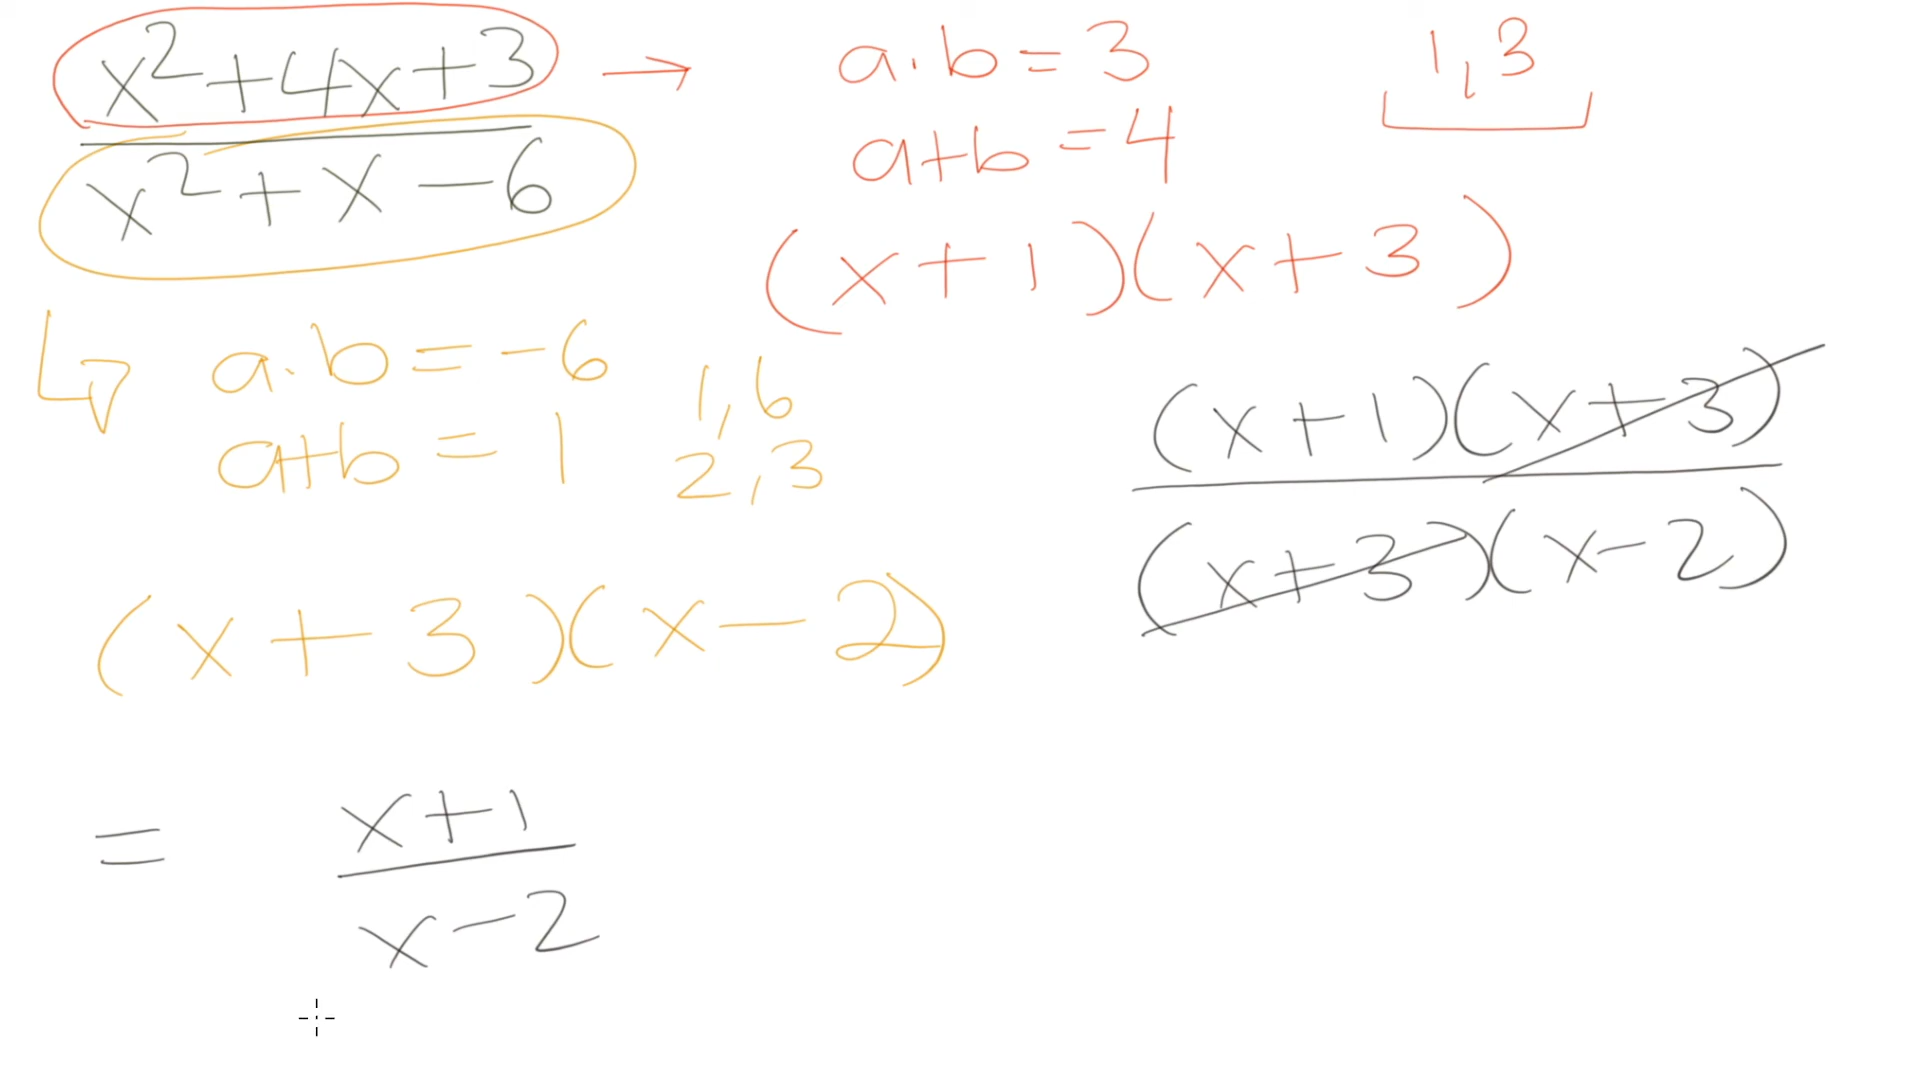 x²+4x+3 → a·b=3 1,3
x²+x-6 a+b=4
(x+1)(x+3)
a·b=-6 1,6
a+b=1 2,3
(x+1)(x+3)
(x+3)(x-2)
(x+3)(x-2)
= x+1
x-2